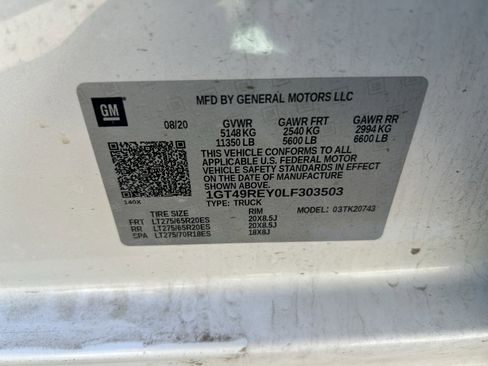 GM
MFD BY GENERAL MOTORS LLC
08/20 GVWR GAWR FRT GAWR RR
5148 KG 2540 KG 2994 KG
11350 LB 5600 LB 6600 LB
THIS VEHICLE CONFORMS TO ALL
APPLICABLE U.S. FEDERAL MOTOR
VEHICLE SAFETY STANDARDS IN EFFECT
ON THE DATE OF MANUFACTURE
SHOWN ABOVE.
1GT49REY0LF303503
140X TYPE: TRUCK
TIRE SIZE RIM MODEL: 03TK20743
FRT LT275/65R20ES 20X8.5J
RR LT275/65R20ES 20X8.5J
SPA LT275/70R18ES 18X8J